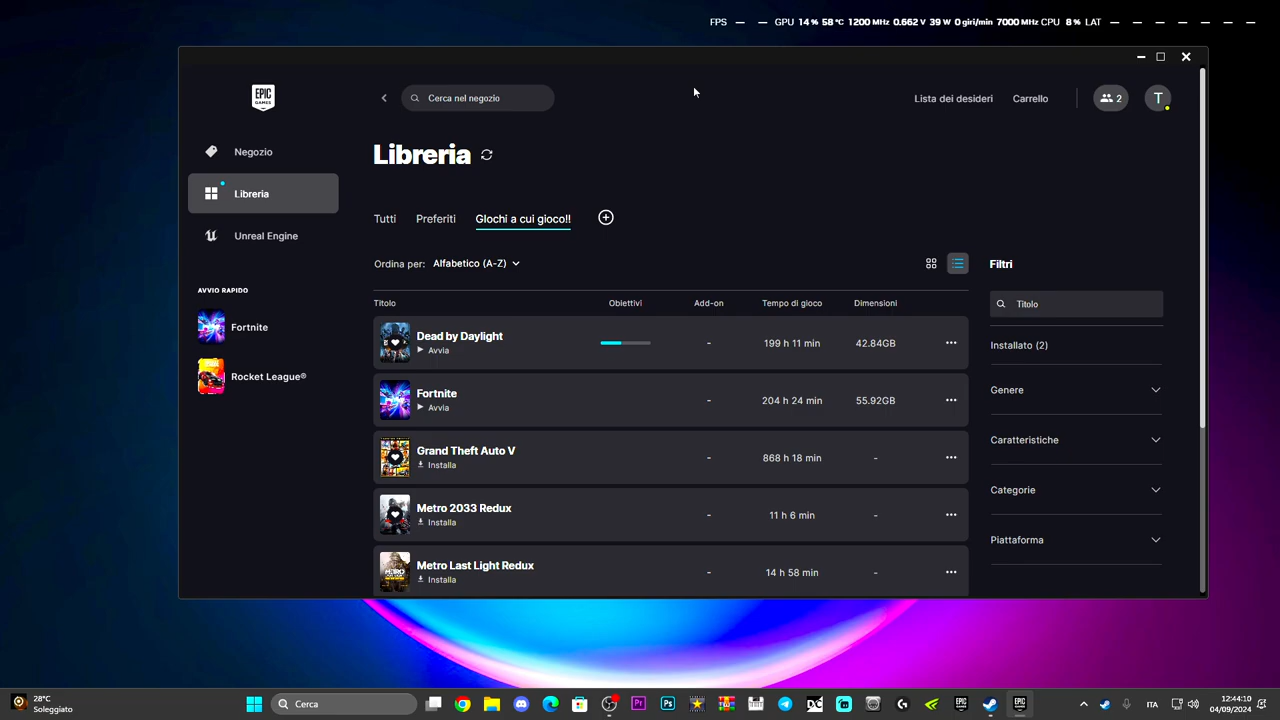 FPS — — GPU 14 % 58 °C 1200 MHz 0.662 V 39 W 0 giri/min 7000 MHz CPU 8 % LAT — — — — — — —
EPIC GAMES
Cerca nel negozio
Lista dei desideri
Carrello
2
T
Negozio
Libreria
Unreal Engine
AVVIO RAPIDO
Fortnite
Rocket League®
Libreria
Tutti
Preferiti
GIochi a cui gioco!!
Ordina per: Alfabetico (A-Z)
Titolo Obiettivi Add-on Tempo di gioco Dimensioni
Dead by Daylight
Avvia
- 199 h 11 min 42.84GB
Fortnite
Avvia
- 204 h 24 min 55.92GB
Grand Theft Auto V
Installa
- 868 h 18 min -
Metro 2033 Redux
Installa
- 11 h 6 min -
Metro Last Light Redux
Installa
- 14 h 58 min -
Filtri
Titolo
Installato (2)
Genere
Caratteristiche
Categorie
Piattaforma
28°C
Soleggiato
Cerca
Pr
Ps
DC
ITA
12:44:10
04/09/2024